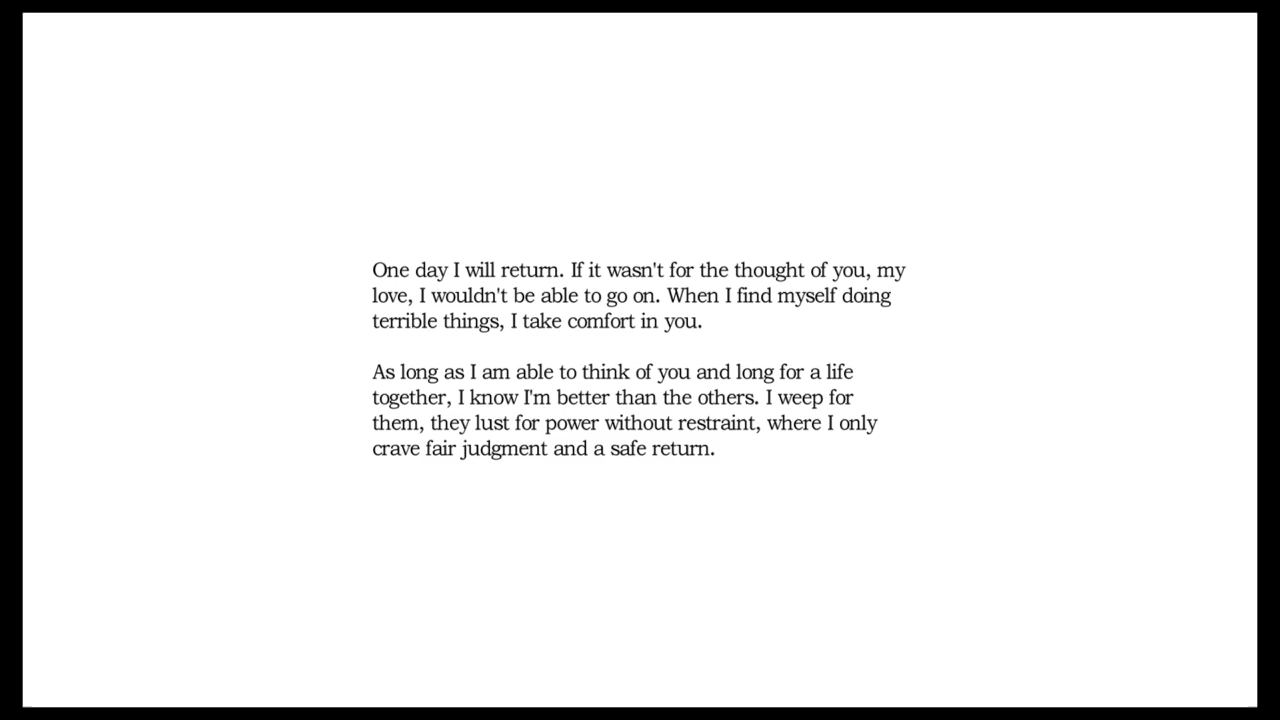 One day I will return. If it wasn't for the thought of you, my
love, I wouldn't be able to go on. When I find myself doing
terrible things, I take comfort in you.
As long as I am able to think of you and long for a life
together, I know I'm better than the others. I weep for
them, they lust for power without restraint, where I only
crave fair judgment and a safe return.